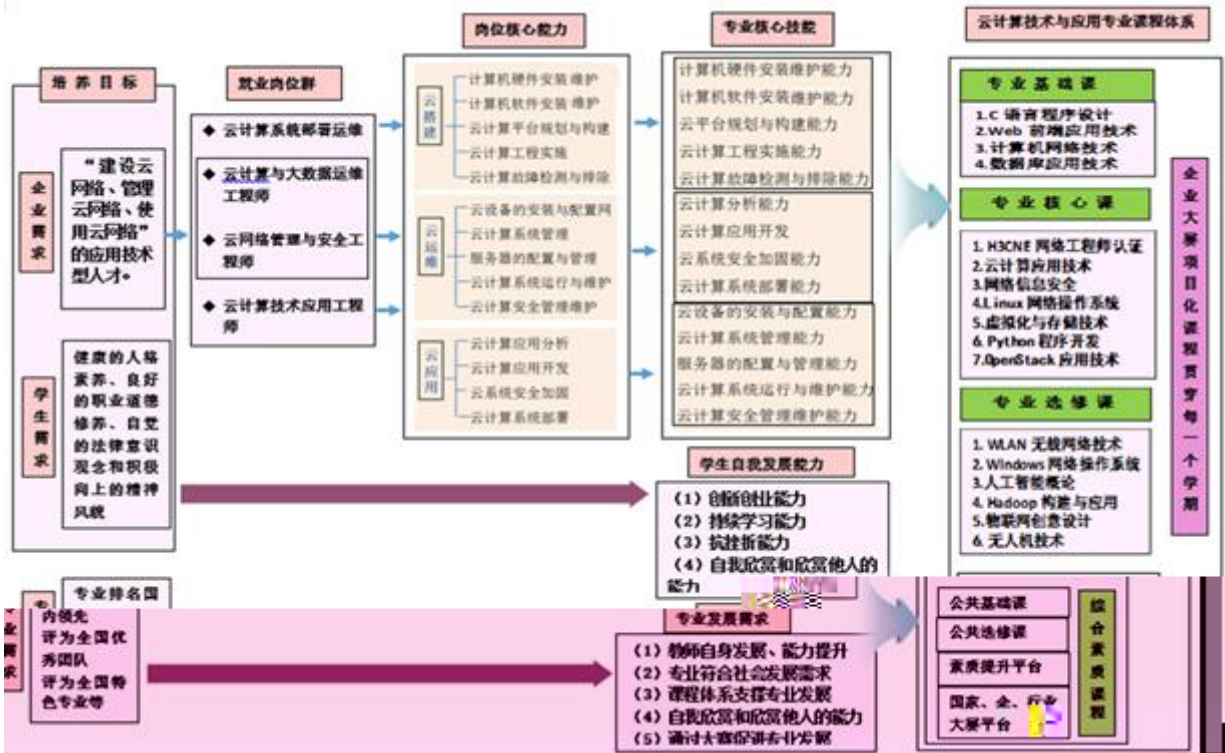 岗位核心能力
专业核心技能
云计算技术与应用专业课程体系
培养目标
就业岗位群
企业需求
“建设云
网络、管理
云网络、使
用云网络”
的应用技术
型人才。
学生需求
健康的人格
素养、良好
的职业道德
修养、自觉
的法律意识
观念和积极
向上的精神
风貌
◆ 云计算系统部署运维
◆ 云计算与大数据运维
工程师
◆ 云网络管理与安全工
程师
◆ 云计算技术应用工程
师
云搭建
计算机硬件安装维护
计算机软件安装维护
云计算平台规划与构建
云计算工程实施
云计算故障检测与排除
云运维
云设备的安装与配置网
云计算系统管理
服务器的配置与管理
云计算系统运行与维护
云计算安全管理维护
云应用
云计算应用分析
云计算应用开发
云系统安全加固
云计算系统部署
计算机硬件安装维护能力
计算机软件安装维护能力
云平台规划与构建能力
云计算工程实施能力
云计算故障检测与排除能力
云计算分析能力
云计算应用开发
云系统安全加固能力
云计算系统部署能力
云设备的安装与配置能力
云计算系统管理能力
服务器的配置与管理能力
云计算系统运行与维护能力
云计算安全管理维护能力
专业基础课
1.C 语言程序设计
2.Web 前端应用技术
3.计算机网络技术
4.数据库应用技术
专业核心课
1. H3CNE 网络工程师认证
2.云计算应用技术
3.网络信息安全
4.Linux 网络操作系统
5.虚拟化与存储技术
6. Python 程序开发
7.OpenStack 应用技术
专业选修课
1. WLAN 无线网络技术
2. Windows 网络操作系统
3.人工智能概论
4. Hadoop 构建与应用
5.物联网创意设计
6. 无人机技术
企业大赛项目化课程贯穿每一个学期
学生自我发展能力
（1）创新创业能力
（2）持续学习能力
（3）抗挫折能力
（4）自我欣赏和欣赏他人的
能力
专业需求
专业排名国
内领先
评为全国优
秀团队
评为全国特
色专业等
专业发展需求
（1）教师自身发展、能力提升
（2）专业符合社会发展需求
（3）课程体系支撑专业发展
（4）自我欣赏和欣赏他人的能力
（5）通过大赛促进专业发展
公共基础课
公共选修课
素质提升平台
国家、企、行业
大赛平台
综合素质课程